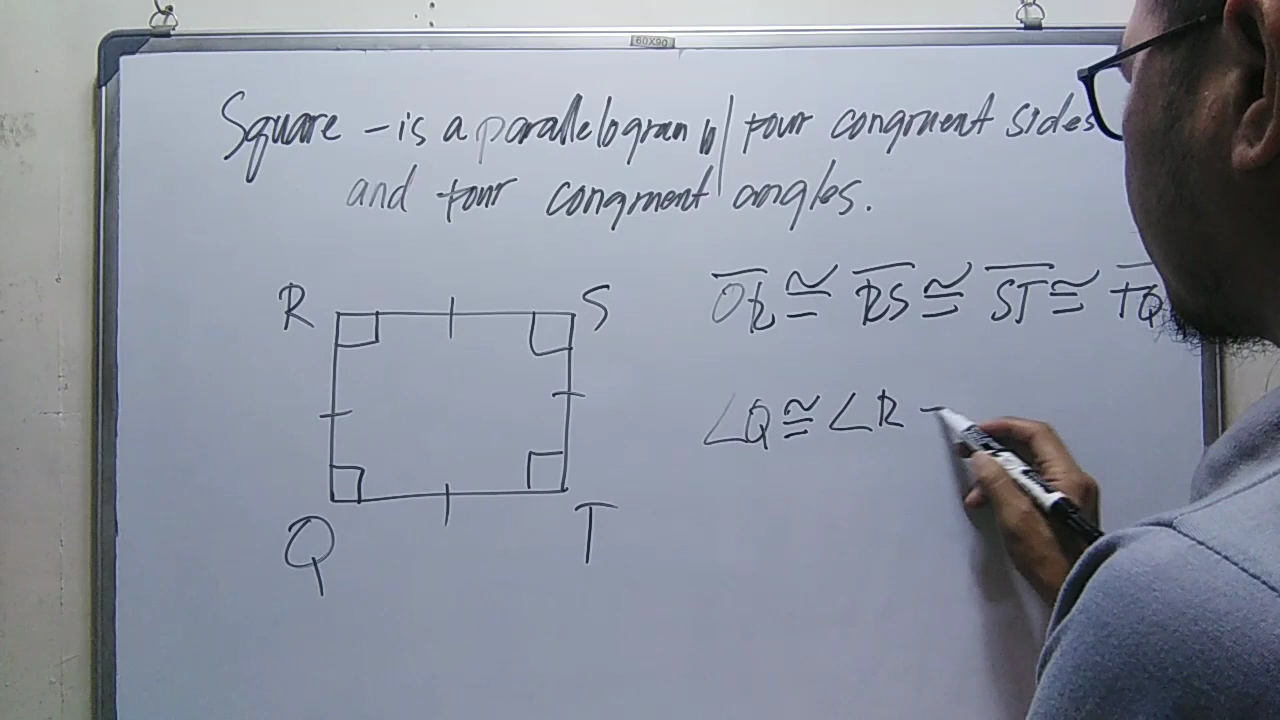 60X90
Square – is a parallelogram w/ four congruent sides
and four congruent angles.
R S
QR ≅ RS ≅ ST ≅ TQ
∠Q ≅ ∠R
Q T